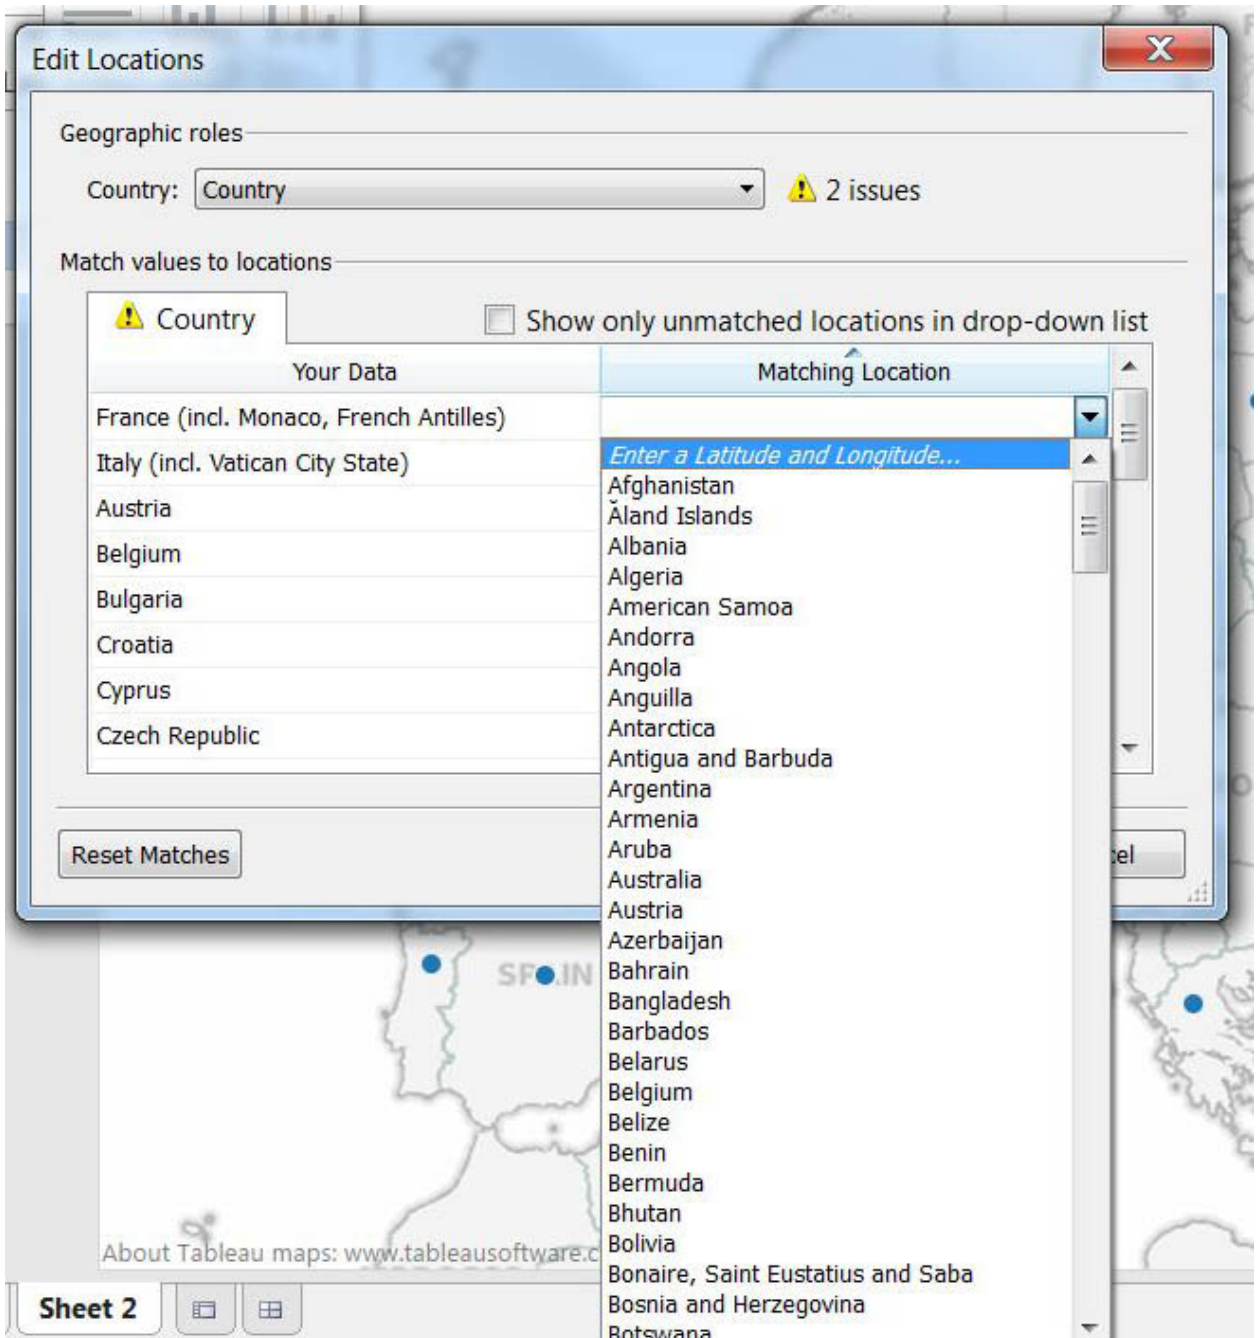 Edit Locations
Geographic roles
Country: Country 2 issues
Match values to locations
Country Show only unmatched locations in drop-down list
Your Data Matching Location
France (incl. Monaco, French Antilles)
Italy (incl. Vatican City State)
Austria
Belgium
Bulgaria
Croatia
Cyprus
Czech Republic
Enter a Latitude and Longitude...
Afghanistan
Åland Islands
Albania
Algeria
American Samoa
Andorra
Angola
Anguilla
Antarctica
Antigua and Barbuda
Argentina
Armenia
Aruba
Australia
Austria
Azerbaijan
Bahrain
Bangladesh
Barbados
Belarus
Belgium
Belize
Benin
Bermuda
Bhutan
Bolivia
Bonaire, Saint Eustatius and Saba
Bosnia and Herzegovina
Botswana
Reset Matches
cel
SPAIN
About Tableau maps: www.tableausoftware.c
Sheet 2